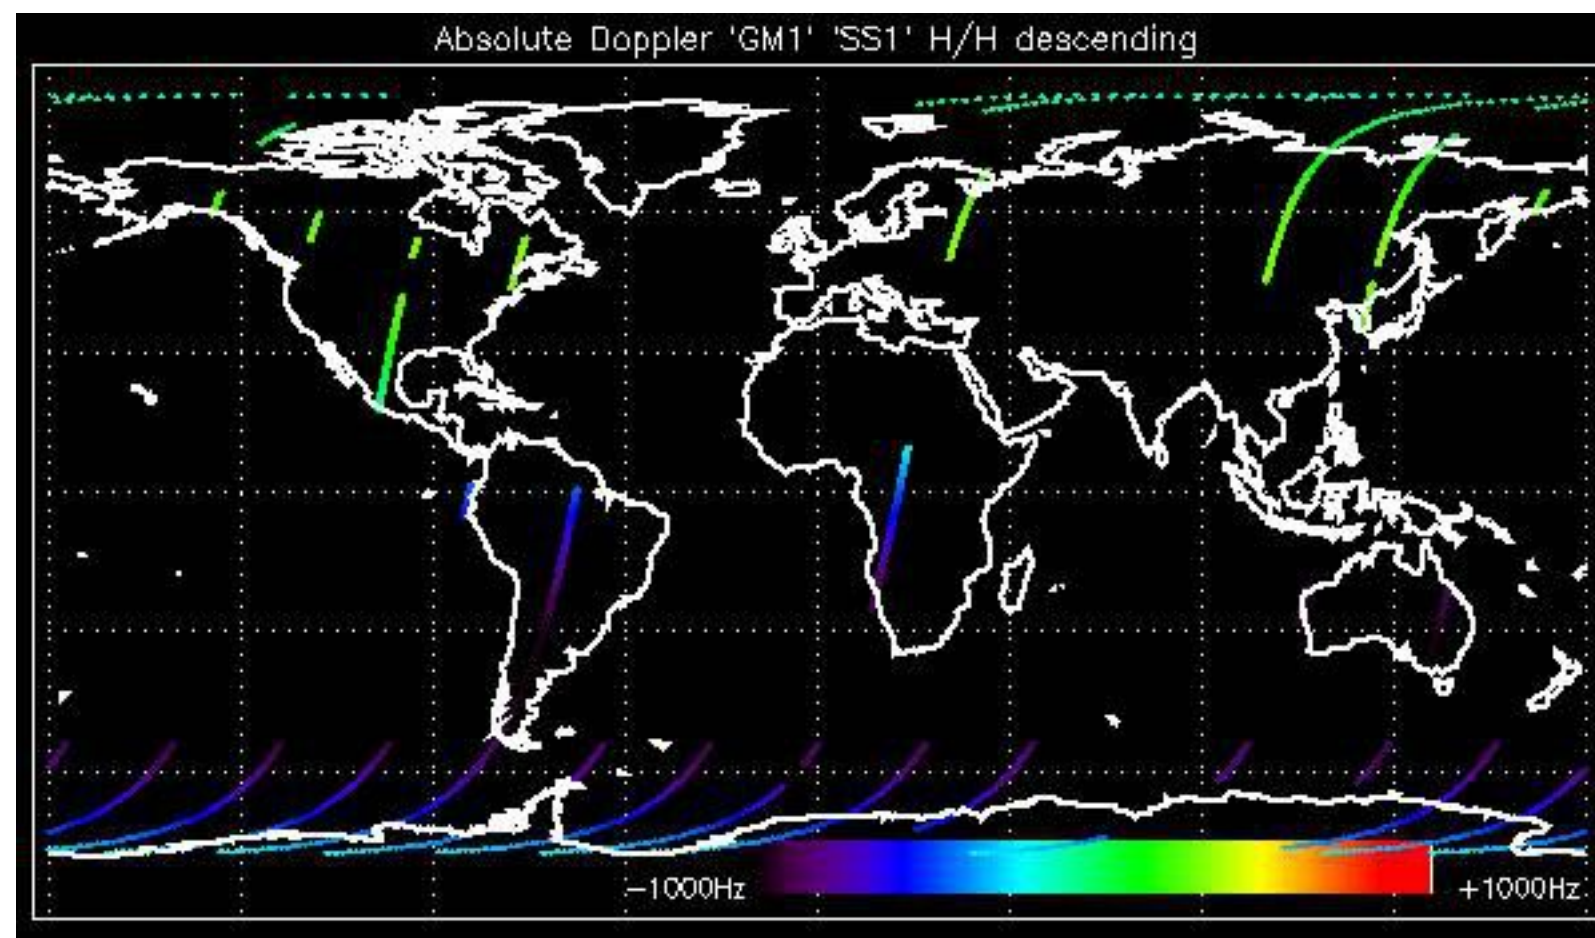 Absolute Doppler 'GM1' 'SS1' H/H descending
-1000Hz +1000Hz